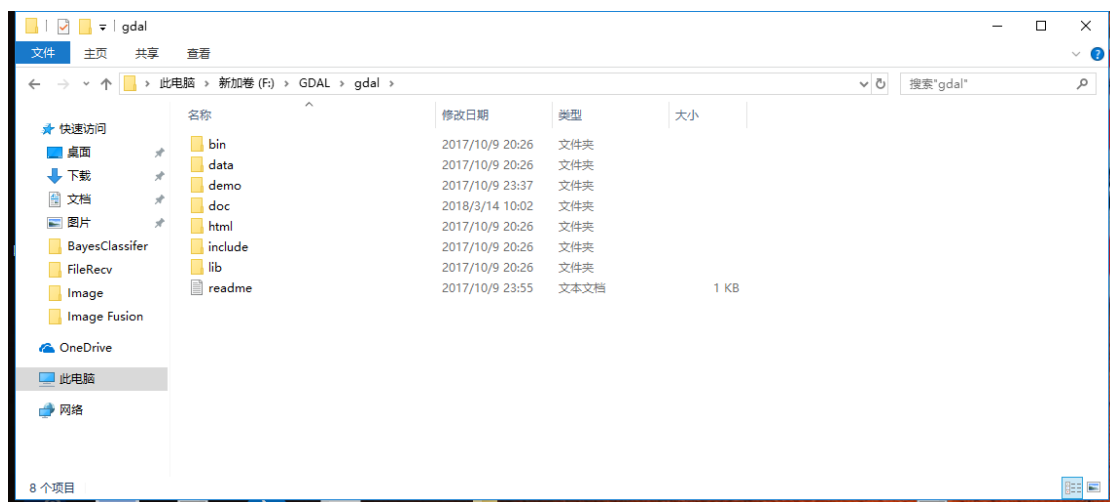 gdal
文件 主页 共享 查看
此电脑 › 新加卷 (F:) › GDAL › gdal ›
搜索"gdal"
名称 修改日期 类型 大小
快速访问
桌面
下载
文档
图片
BayesClassifer
FileRecv
Image
Image Fusion
OneDrive
此电脑
网络
bin 2017/10/9 20:26 文件夹
data 2017/10/9 20:26 文件夹
demo 2017/10/9 23:37 文件夹
doc 2018/3/14 10:02 文件夹
html 2017/10/9 20:26 文件夹
include 2017/10/9 20:26 文件夹
lib 2017/10/9 20:26 文件夹
readme 2017/10/9 23:55 文本文档 1 KB
8 个项目